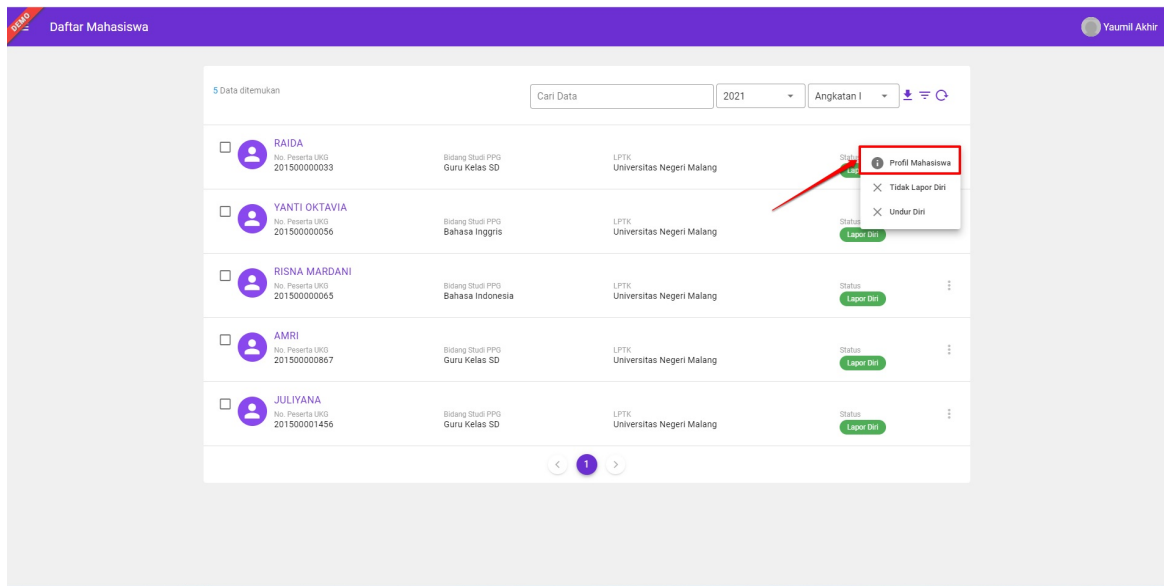 DEMO
Daftar Mahasiswa
Yaumil Akhir
5 Data ditemukan
Cari Data
2021
Angkatan I
RAIDA
No. Peserta UKG
201500000033
Bidang Studi PPG
Guru Kelas SD
LPTK
Universitas Negeri Malang
Profil Mahasiswa
Tidak Lapor Diri
Undur Diri
YANTI OKTAVIA
No. Peserta UKG
201500000056
Bidang Studi PPG
Bahasa Inggris
LPTK
Universitas Negeri Malang
Status
Lapor Diri
RISNA MARDANI
No. Peserta UKG
201500000065
Bidang Studi PPG
Bahasa Indonesia
LPTK
Universitas Negeri Malang
Status
Lapor Diri
AMRI
No. Peserta UKG
201500000867
Bidang Studi PPG
Guru Kelas SD
LPTK
Universitas Negeri Malang
Status
Lapor Diri
JULIYANA
No. Peserta UKG
201500001456
Bidang Studi PPG
Guru Kelas SD
LPTK
Universitas Negeri Malang
Status
Lapor Diri
1